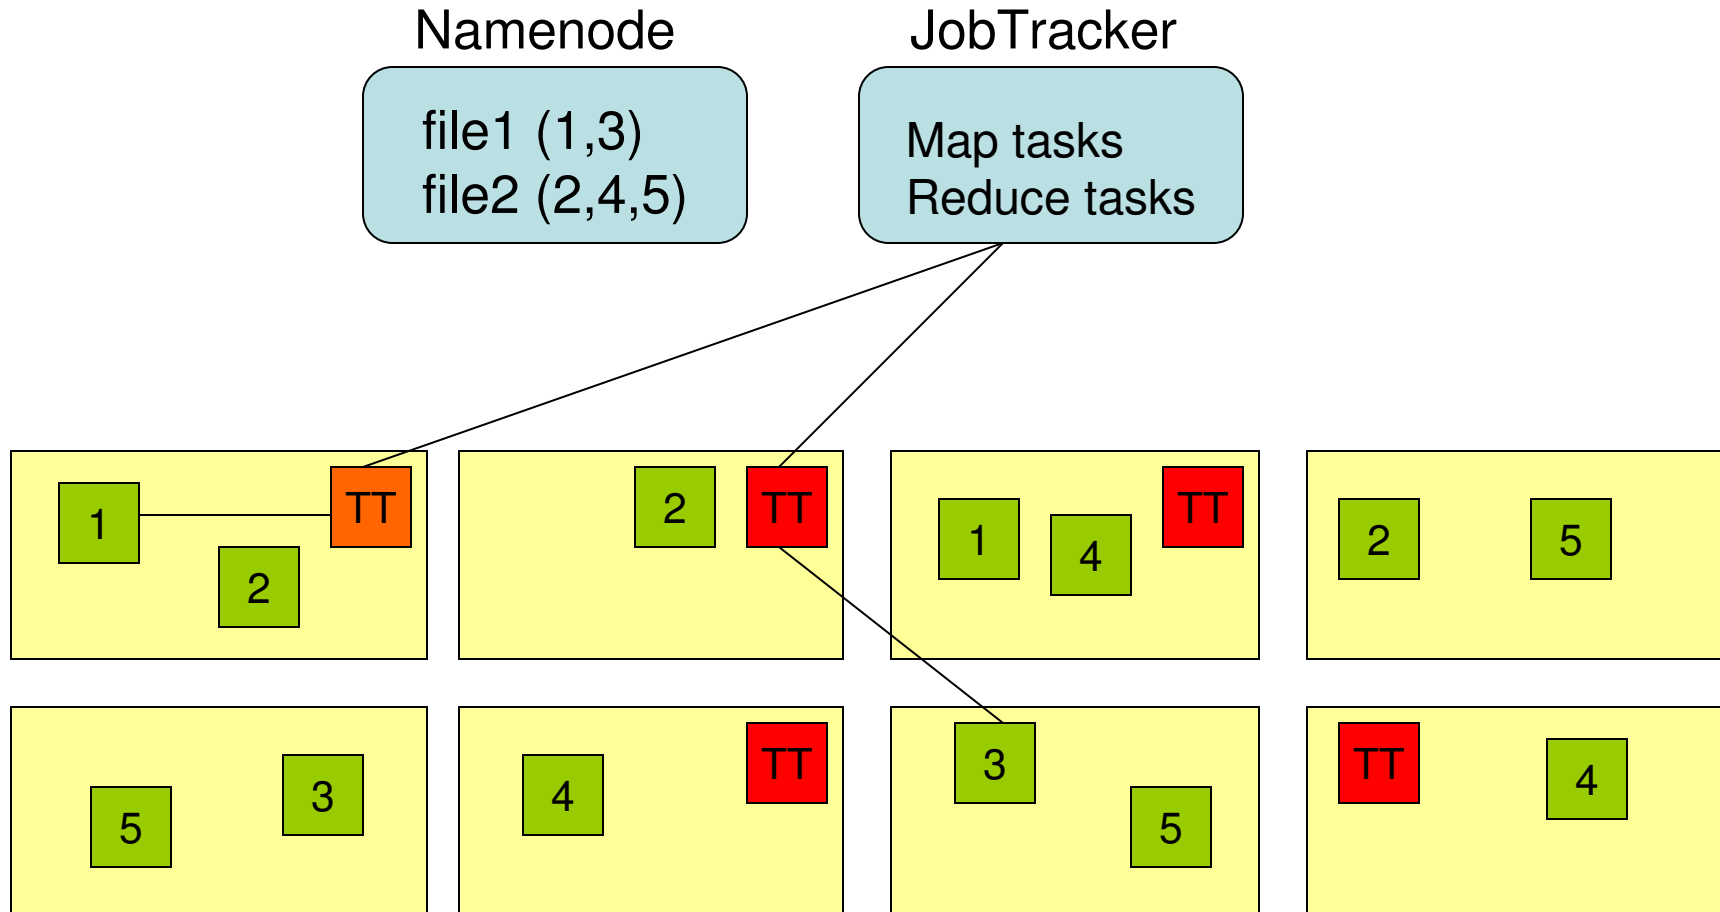 Namenode
JobTracker
file1 (1,3)
file2 (2,4,5)
Map tasks
Reduce tasks
1
2
TT
2
TT
1
4
TT
2
5
5
3
4
TT
3
5
TT
4